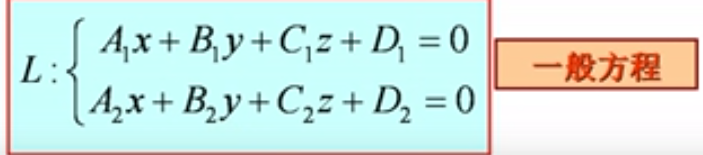 L: { A₁x + B₁y + C₁z + D₁ = 0
A₂x + B₂y + C₂z + D₂ = 0
一般方程